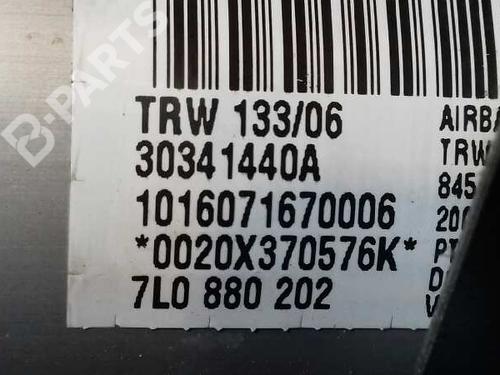 B-PARTS
TRW 133/06
30341440A
1016071670006
*0020X370576K*
7L0 880 202
AIRBA
TRW
845
200
PT
D
V